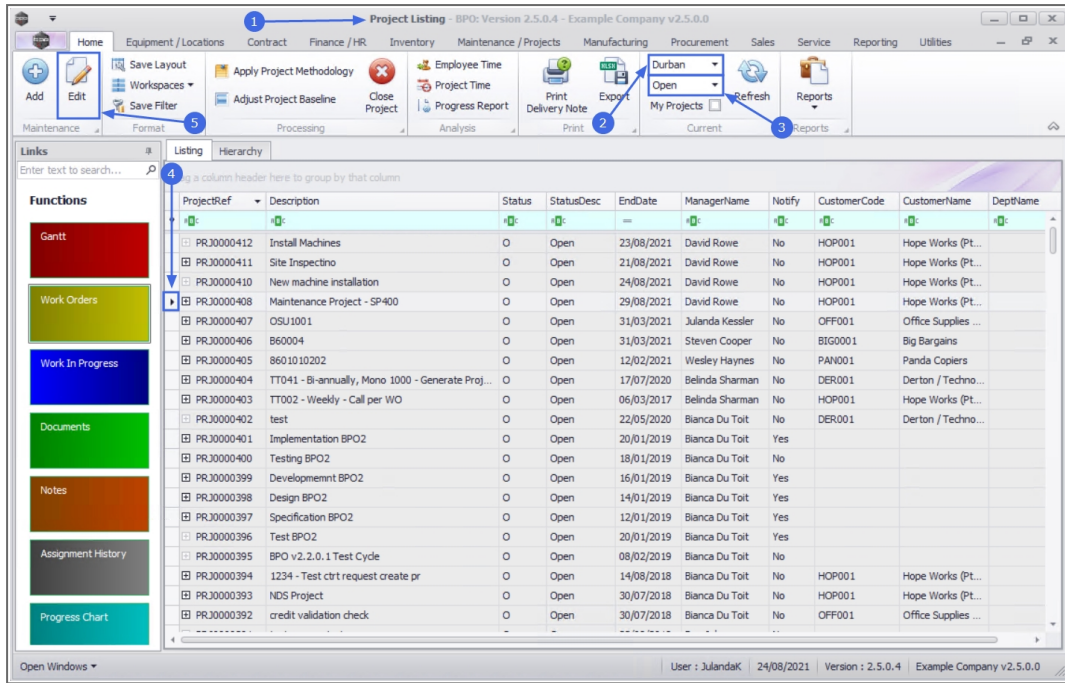 1
Project Listing - BPO: Version 2.5.0.4 - Example Company v2.5.0.0
Home Equipment / Locations Contract Finance / HR Inventory Maintenance / Projects Manufacturing Procurement Sales Service Reporting Utilities
Add
Edit
Save Layout
Workspaces
Save Filter
Apply Project Methodology
Adjust Project Baseline
Close Project
Employee Time
Project Time
Progress Report
Print Delivery Note
XLSX
Export
Durban
Open
My Projects
Refresh
Reports
5
2
3
Maintenance Format Processing Analysis Print Current Reports
Links
Enter text to search...
4
Functions
Gantt
Work Orders
Work In Progress
Documents
Notes
Assignment History
Progress Chart
Listing Hierarchy
a column header here to group by that column
ProjectRef Description Status StatusDesc EndDate ManagerName Notify CustomerCode CustomerName DeptName
PRJ0000412 Install Machines O Open 23/08/2021 David Rowe No HOP001 Hope Works (Pt...
PRJ0000411 Site Inspectino O Open 21/08/2021 David Rowe No HOP001 Hope Works (Pt...
PRJ0000410 New machine installation O Open 24/08/2021 David Rowe No HOP001 Hope Works (Pt...
PRJ0000408 Maintenance Project - SP400 O Open 29/08/2021 David Rowe No HOP001 Hope Works (Pt...
PRJ0000407 OSU1001 O Open 31/03/2021 Julanda Kessler No OFF001 Office Supplies ...
PRJ0000406 B60004 O Open 31/03/2021 Steven Cooper No BIG0001 Big Bargains
PRJ0000405 8601010202 O Open 12/02/2021 Wesley Haynes No PAN001 Panda Copiers
PRJ0000404 TT041 - Bi-annually, Mono 1000 - Generate Proj... O Open 17/07/2020 Belinda Sharman No DER001 Derton / Techno...
PRJ0000403 TT002 - Weekly - Call per WO O Open 06/03/2017 Belinda Sharman No HOP001 Hope Works (Pt...
PRJ0000402 test O Open 22/05/2020 Bianca Du Toit No DER001 Derton / Techno...
PRJ0000401 Implementation BPO2 O Open 20/01/2019 Bianca Du Toit Yes
PRJ0000400 Testing BPO2 O Open 18/01/2019 Bianca Du Toit No
PRJ0000399 Developmemnt BPO2 O Open 16/01/2019 Bianca Du Toit Yes
PRJ0000398 Design BPO2 O Open 14/01/2019 Bianca Du Toit Yes
PRJ0000397 Specification BPO2 O Open 12/01/2019 Bianca Du Toit Yes
PRJ0000396 Test BPO2 O Open 20/01/2019 Bianca Du Toit Yes
PRJ0000395 BPO v2.2.0.1 Test Cycle O Open 08/02/2019 Bianca Du Toit No
PRJ0000394 1234 - Test ctrt request create pr O Open 14/08/2018 Bianca Du Toit No HOP001 Hope Works (Pt...
PRJ0000393 NDS Project O Open 30/07/2018 Bianca Du Toit No HOP001 Hope Works (Pt...
PRJ0000392 credit validation check O Open 30/07/2018 Bianca Du Toit No OFF001 Office Supplies ...
Open Windows User : JulandaK 24/08/2021 Version : 2.5.0.4 Example Company v2.5.0.0